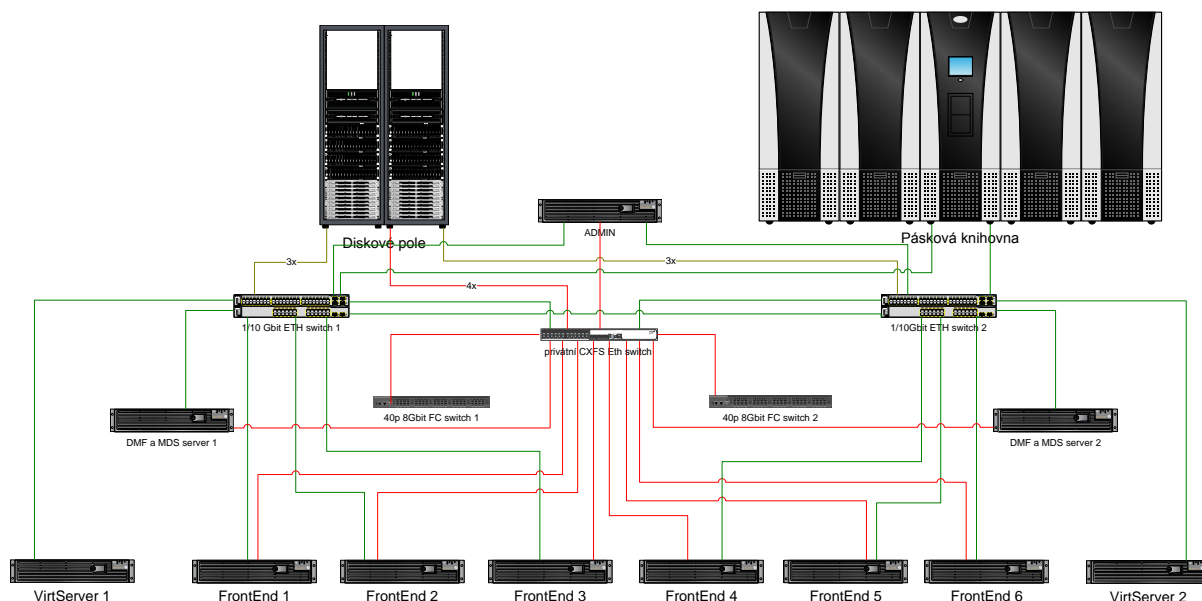 ADMIN
Diskové pole
Pásková knihovna
3x
3x
4x
1/10 Gbit ETH switch 1
1/10Gbit ETH switch 2
privátní CXFS Eth switch
40p 8Gbit FC switch 1
40p 8Gbit FC switch 2
DMF a MDS server 1
DMF a MDS server 2
VirtServer 1
FrontEnd 1
FrontEnd 2
FrontEnd 3
FrontEnd 4
FrontEnd 5
FrontEnd 6
VirtServer 2